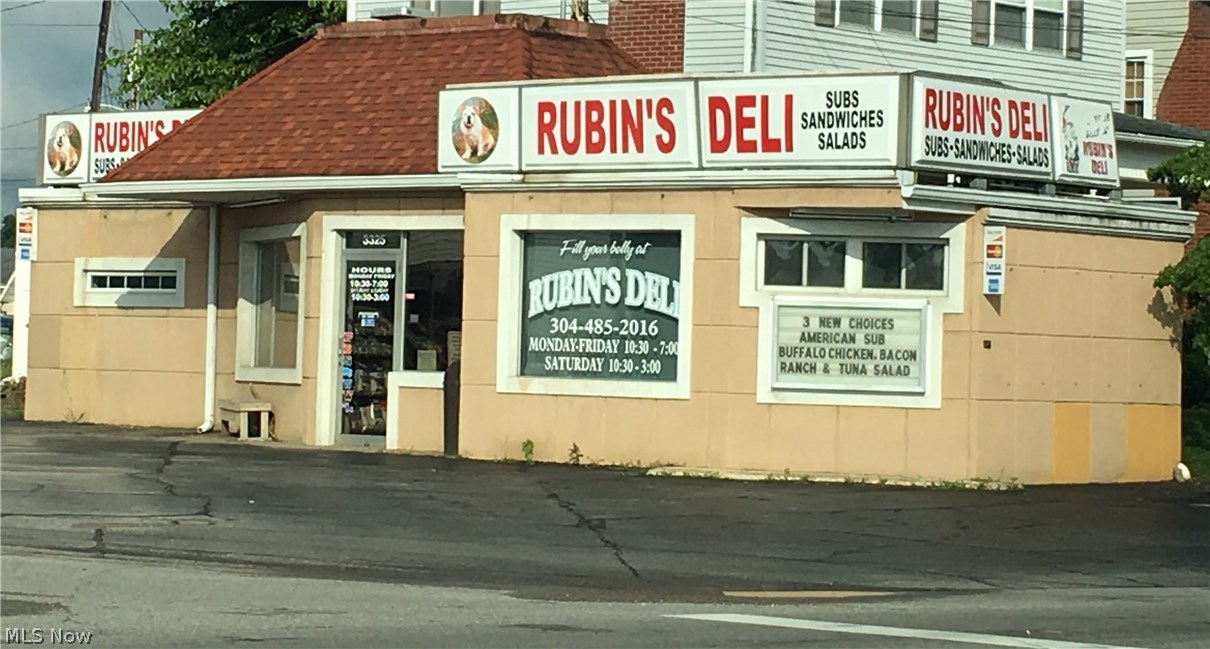 RUBIN'S
SUBS
RUBIN'S
DELI
SUBS
SANDWICHES
SALADS
RUBIN'S DELI
SUBS-SANDWICHES-SALADS
RUBIN'S
DELI
3325
HOURS
MONDAY-FRIDAY
10:30-7:00
10:30-3:00
Fill your belly at
RUBIN'S DELI
304-485-2016
MONDAY-FRIDAY 10:30 - 7:00
SATURDAY 10:30 - 3:00
3 NEW CHOICES
AMERICAN SUB
BUFFALO CHICKEN, BACON
RANCH & TUNA SALAD
VISA
MLS Now